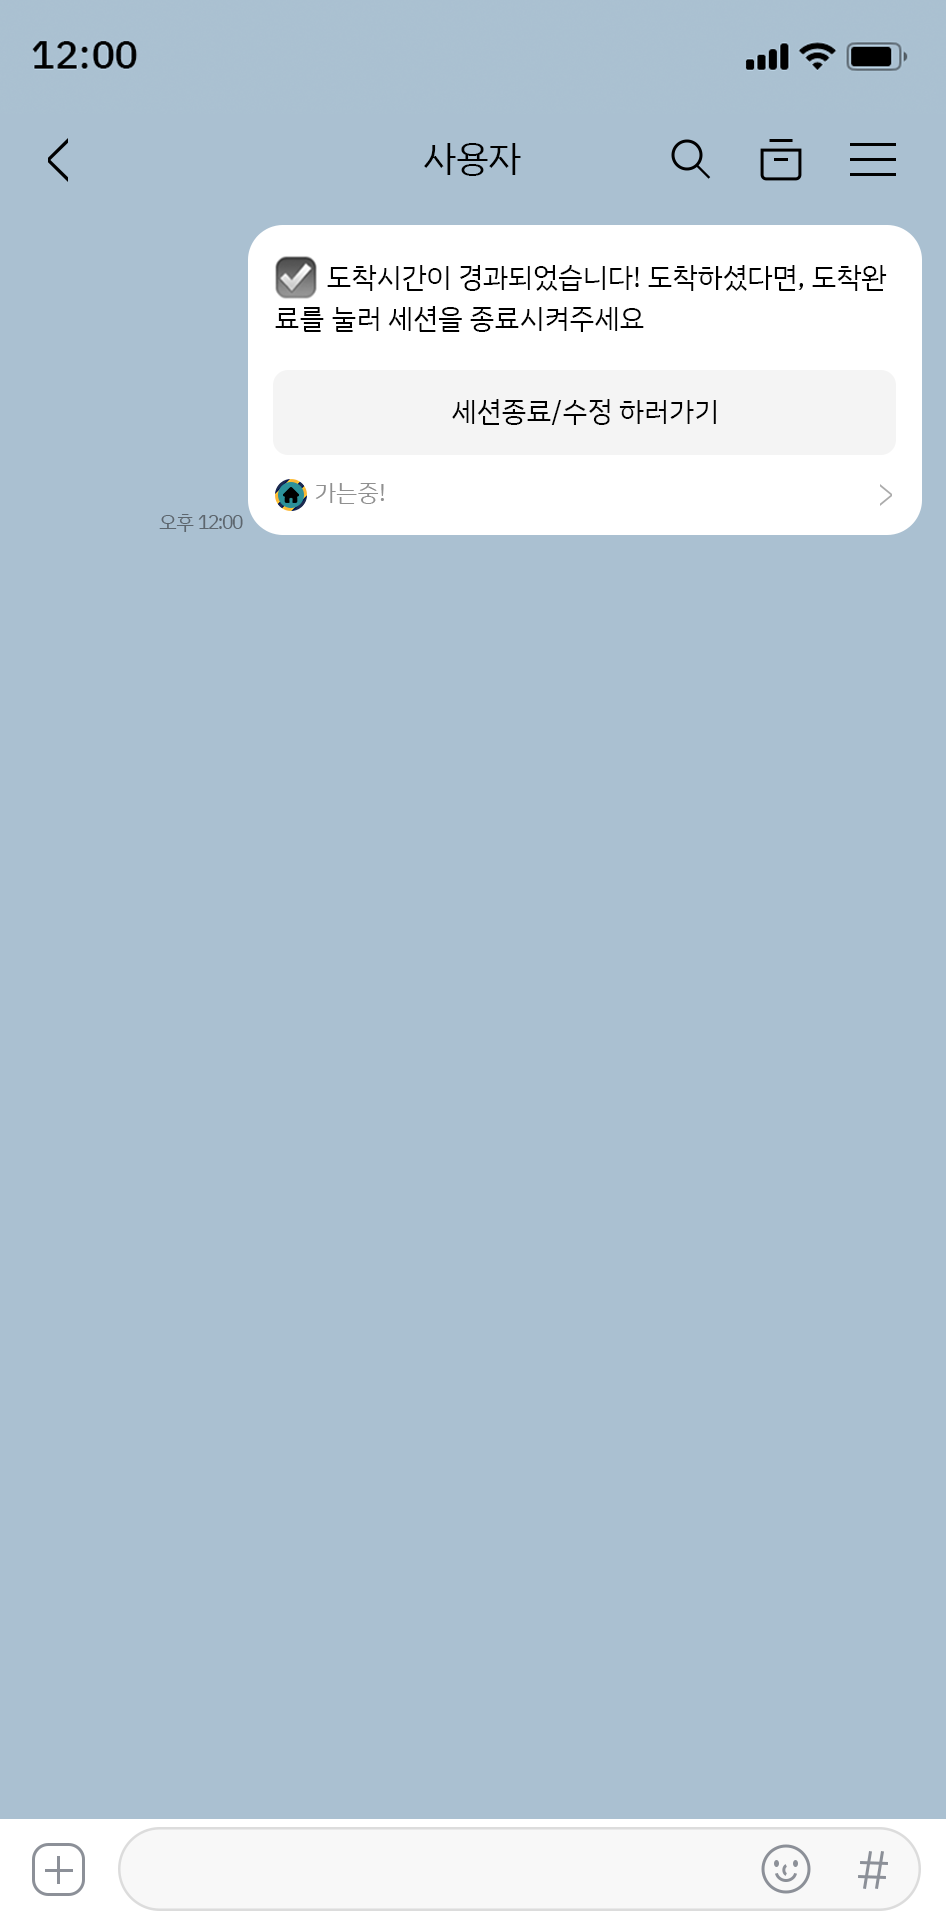 12:00
사용자
도착시간이 경과되었습니다! 도착하셨다면, 도착완
료를 눌러 세션을 종료시켜주세요
세션종료/수정 하러가기
가는중!
오후 12:00
#